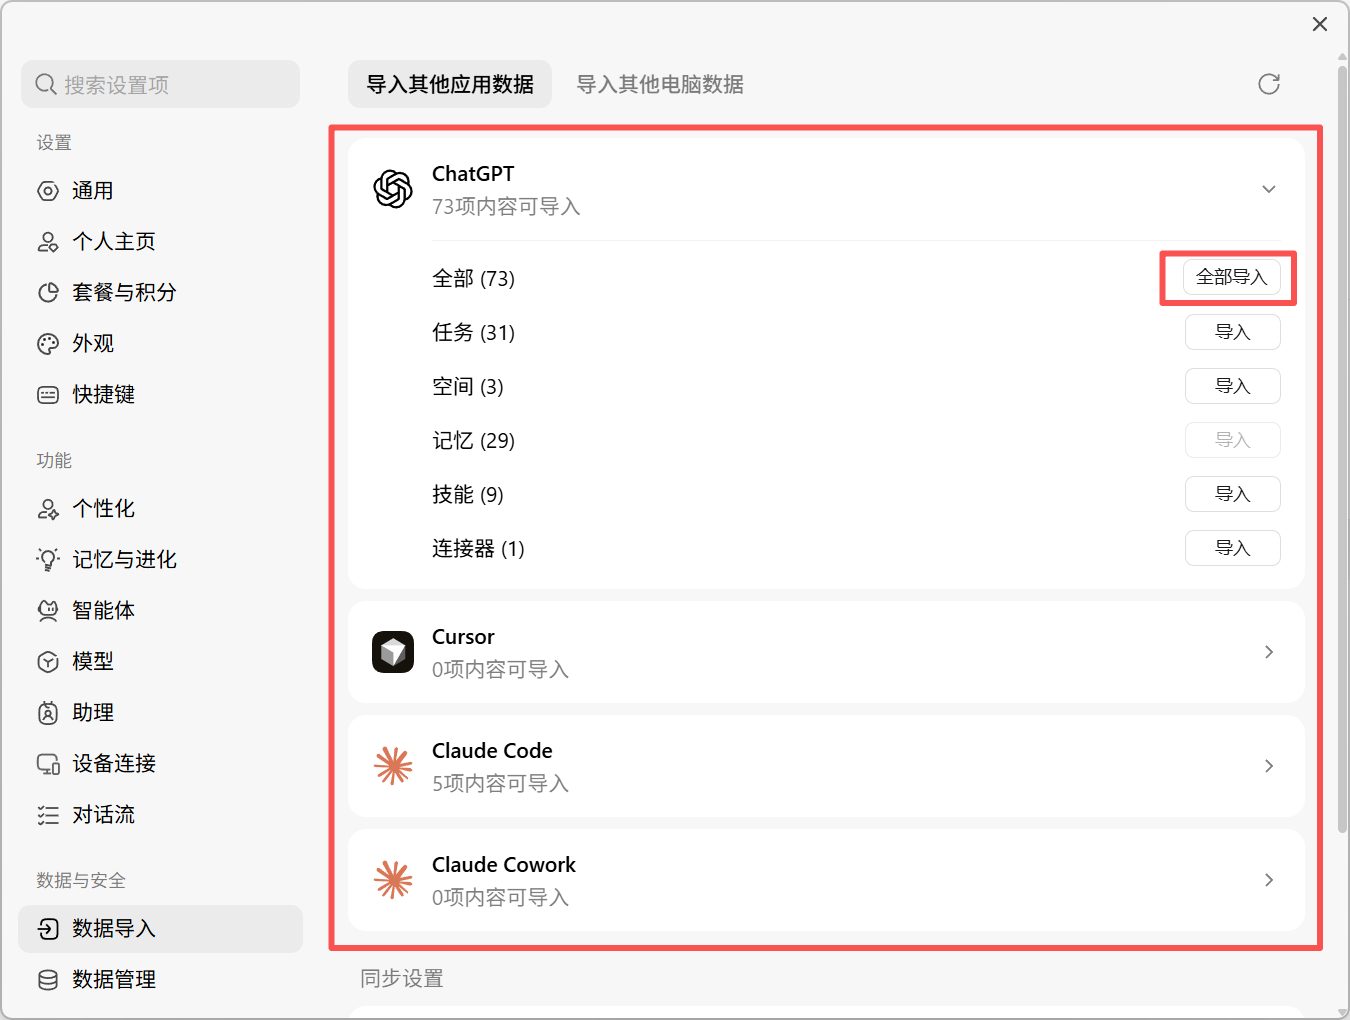 搜索设置项
设置
通用
个人主页
套餐与积分
外观
快捷键
功能
个性化
记忆与进化
智能体
模型
助理
设备连接
对话流
数据与安全
数据导入
数据管理
导入其他应用数据
导入其他电脑数据
ChatGPT
73项内容可导入
全部 (73)
全部导入
任务 (31)
导入
空间 (3)
导入
记忆 (29)
导入
技能 (9)
导入
连接器 (1)
导入
Cursor
0项内容可导入
Claude Code
5项内容可导入
Claude Cowork
0项内容可导入
同步设置